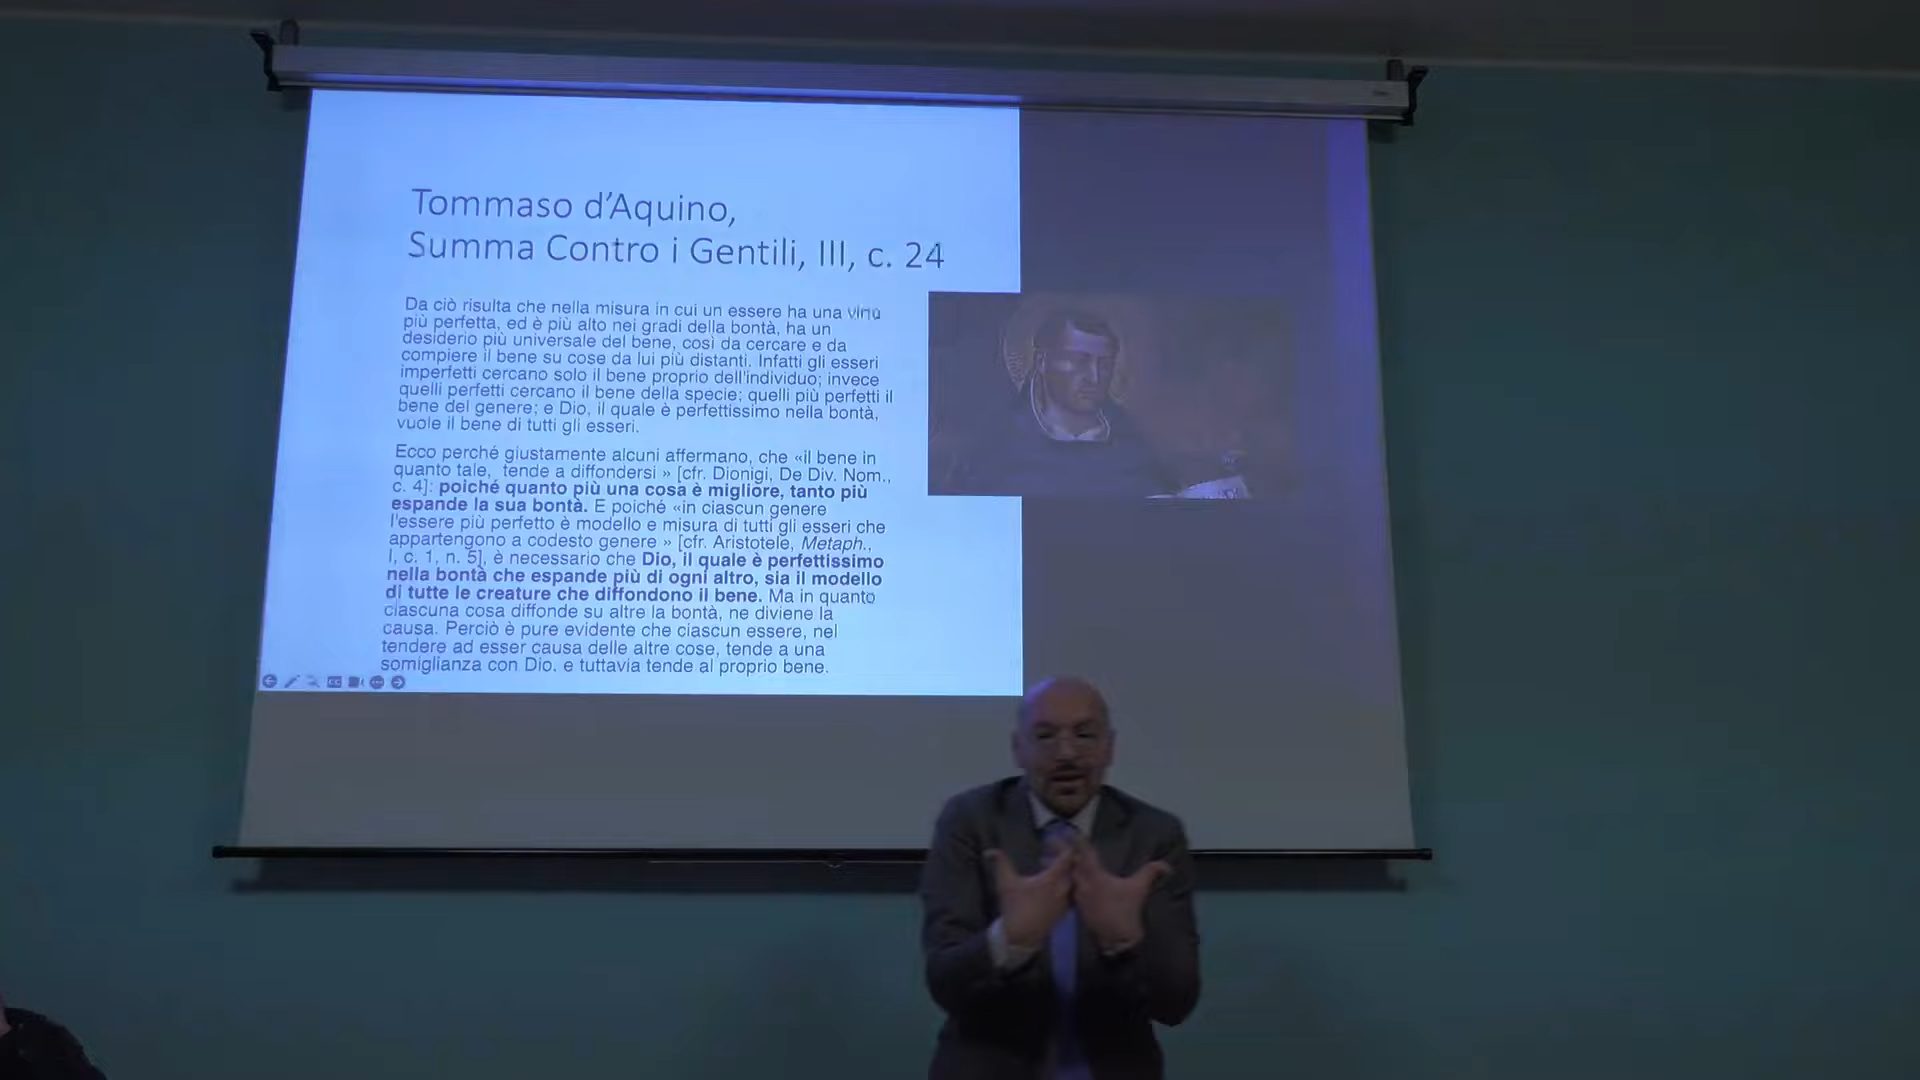 Tommaso d'Aquino,
Summa Contro i Gentili, III, c. 24
Da ciò risulta che nella misura in cui un essere ha una virtù
più perfetta, ed è più alto nei gradi della bontà, ha un
desiderio più universale del bene, così da cercare e da
compiere il bene su cose da lui più distanti. Infatti gli esseri
imperfetti cercano solo il bene proprio dell'individuo; invece
quelli perfetti cercano il bene della specie; quelli più perfetti il
bene del genere; e Dio, il quale è perfettissimo nella bontà,
vuole il bene di tutti gli esseri.
Ecco perché giustamente alcuni affermano, che «il bene in
quanto tale, tende a diffondersi » [cfr. Dionigi, De Div. Nom.,
c. 4]: poiché quanto più una cosa è migliore, tanto più
espande la sua bontà. E poiché «in ciascun genere
l'essere più perfetto è modello e misura di tutti gli esseri che
appartengono a codesto genere » [cfr. Aristotele, Metaph.,
I, c. 1, n. 5], è necessario che Dio, il quale è perfettissimo
nella bontà che espande più di ogni altro, sia il modello
di tutte le creature che diffondono il bene. Ma in quanto
ciascuna cosa diffonde su altre la bontà, ne diviene la
causa. Perciò è pure evidente che ciascun essere, nel
tendere ad esser causa delle altre cose, tende a una
somiglianza con Dio. e tuttavia tende al proprio bene.